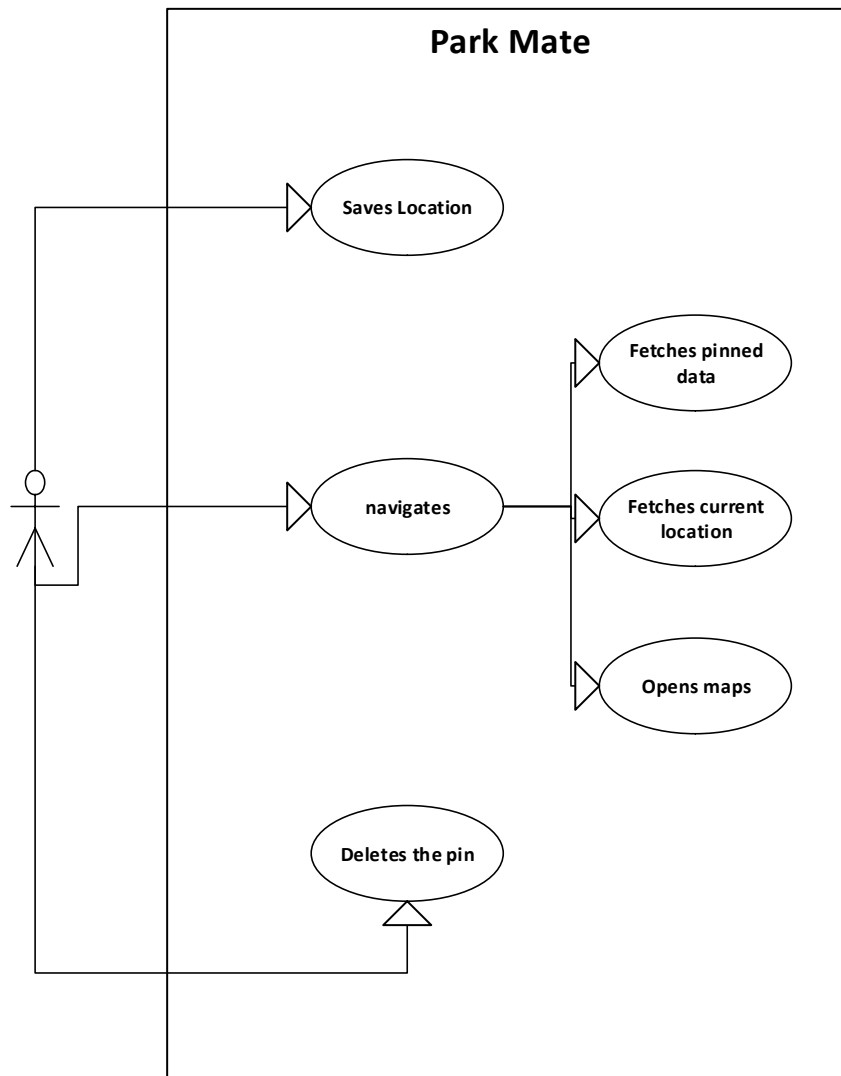 Park Mate
Saves Location
Fetches pinned
data
navigates
Fetches current
location
Opens maps
Deletes the pin